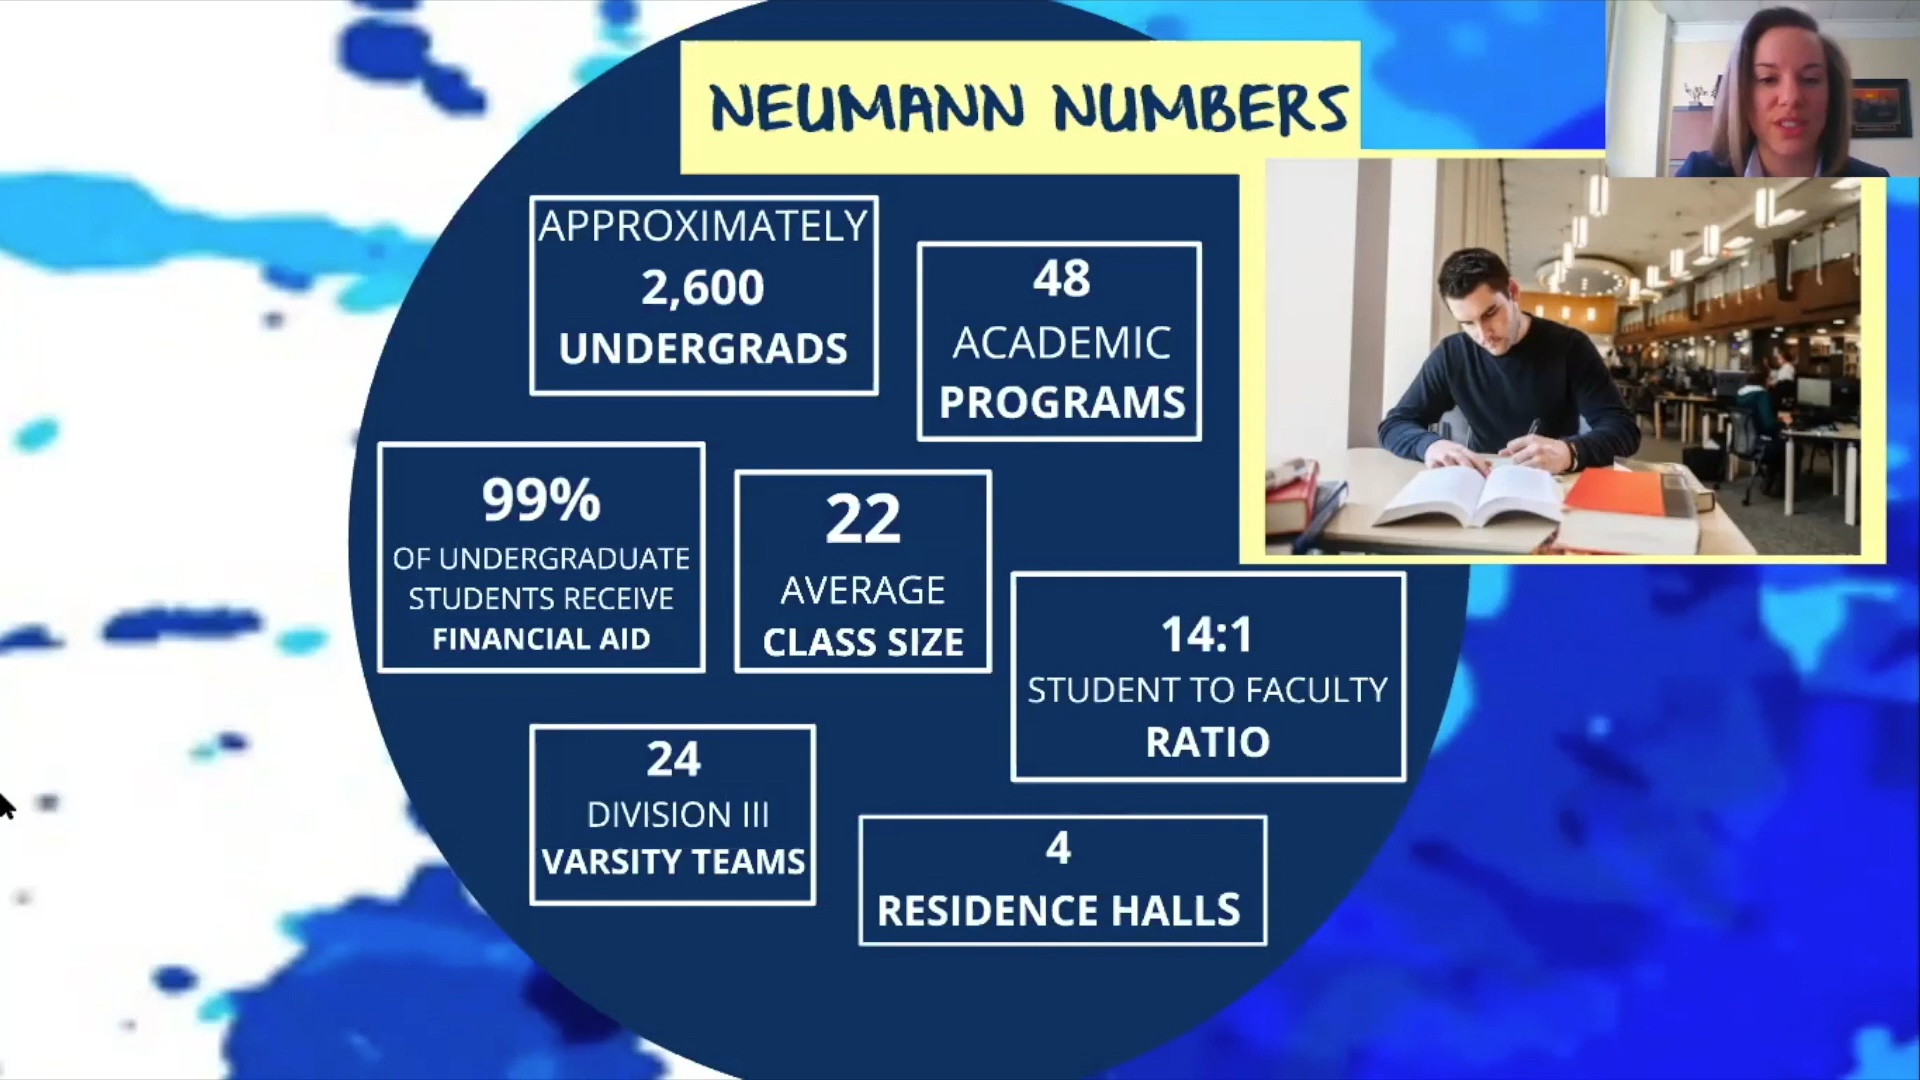 NEUMANN NUMBERS
APPROXIMATELY
2,600
UNDERGRADS
48
ACADEMIC
PROGRAMS
99%
OF UNDERGRADUATE
STUDENTS RECEIVE
FINANCIAL AID
22
AVERAGE
CLASS SIZE
14:1
STUDENT TO FACULTY
RATIO
24
DIVISION III
VARSITY TEAMS
4
RESIDENCE HALLS